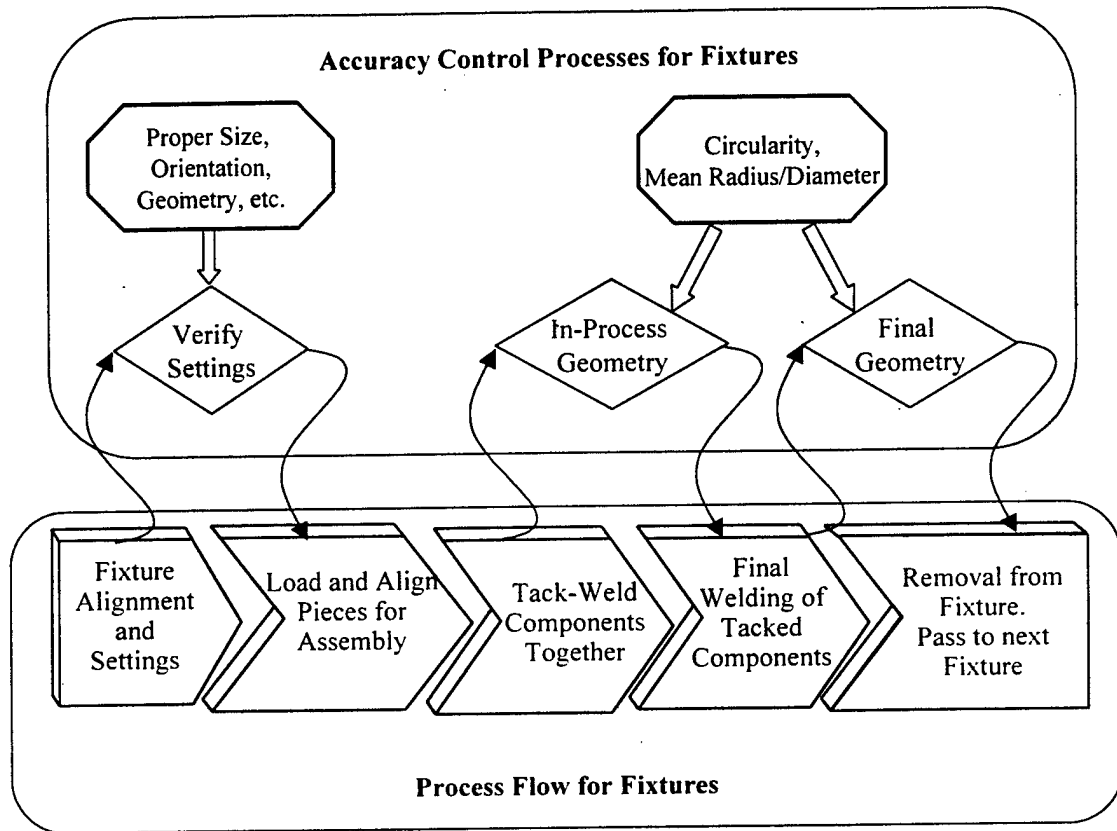 Accuracy Control Processes for Fixtures
Proper Size,
Orientation,
Geometry, etc.
Circularity,
Mean Radius/Diameter
Verify
Settings
In-Process
Geometry
Final
Geometry
Fixture
Alignment
and
Settings
Load and Align
Pieces for
Assembly
Tack-Weld
Components
Together
Final
Welding of
Tacked
Components
Removal from
Fixture.
Pass to next
Fixture
Process Flow for Fixtures